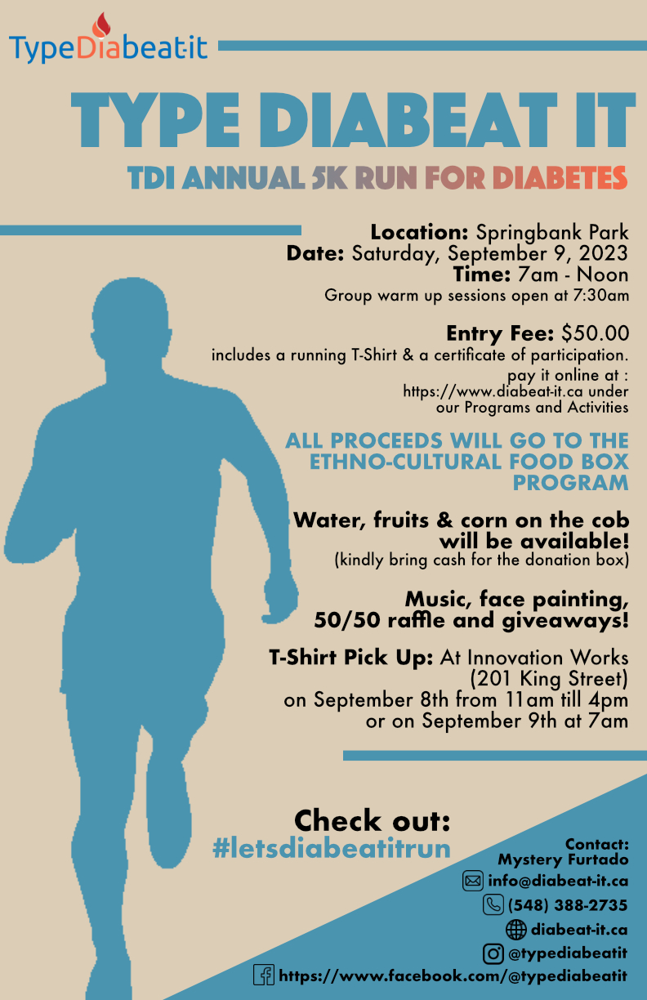 TypeDiabeat-it
TYPE DIABEAT IT
TDI ANNUAL 5K RUN FOR DIABETES
Location: Springbank Park
Date: Saturday, September 9, 2023
Time: 7am - Noon
Group warm up sessions open at 7:30am
Entry Fee: $50.00
includes a running T-Shirt & a certificate of participation.
pay it online at :
https://www.diabeat-it.ca under
our Programs and Activities
ALL PROCEEDS WILL GO TO THE
ETHNO-CULTURAL FOOD BOX
PROGRAM
Water, fruits & corn on the cob
will be available!
(kindly bring cash for the donation box)
Music, face painting,
50/50 raffle and giveaways!
T-Shirt Pick Up: At Innovation Works
(201 King Street)
on September 8th from 11am till 4pm
or on September 9th at 7am
Check out:
#letsdiabeatitrun
Contact:
Mystery Furtado
info@diabeat-it.ca
(548) 388-2735
diabeat-it.ca
@typediabeatit
https://www.facebook.com/@typediabeatit